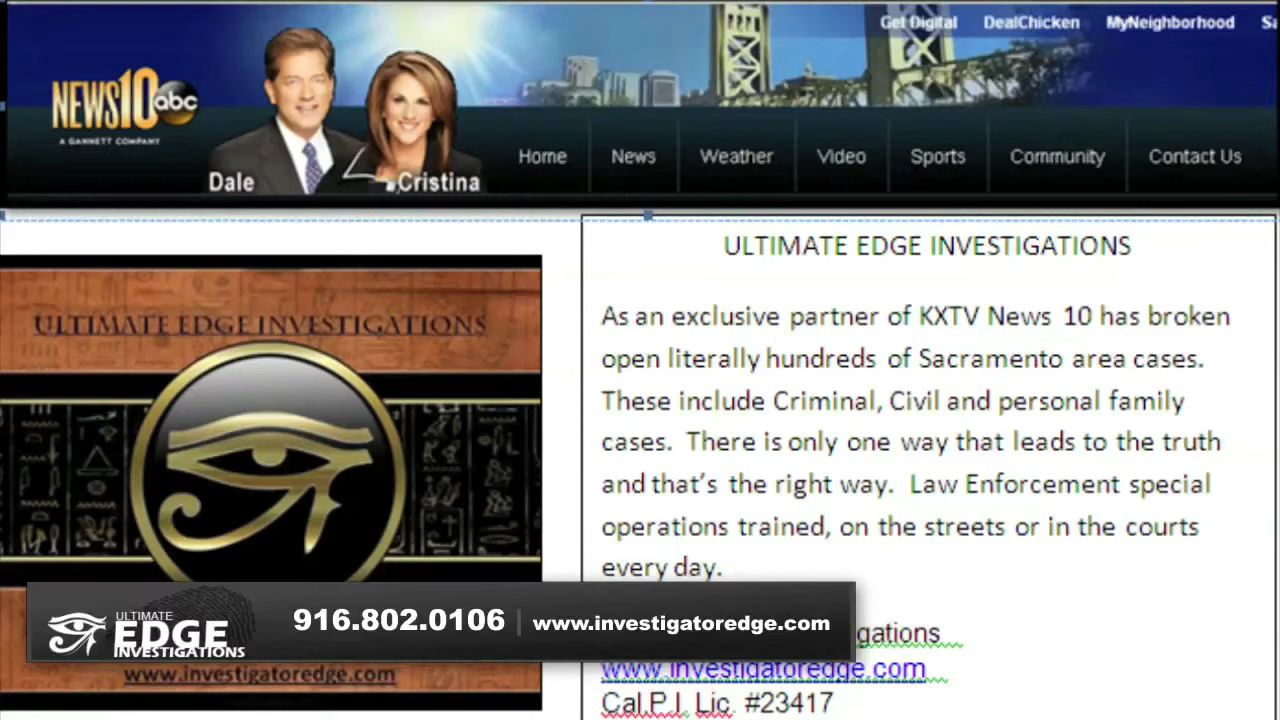 Get Digital DealChicken MyNeighborhood
NEWS10 abc
A GANNETT COMPANY
Dale Cristina
Home News Weather Video Sports Community Contact Us
ULTIMATE EDGE INVESTIGATIONS
ULTIMATE EDGE INVESTIGATIONS
As an exclusive partner of KXTV News 10 has broken
open literally hundreds of Sacramento area cases.
These include Criminal, Civil and personal family
cases. There is only one way that leads to the truth
and that's the right way. Law Enforcement special
operations trained, on the streets or in the courts
every day.
ULTIMATE
EDGE
INVESTIGATIONS
916.802.0106 | www.investigatoredge.com
www.investigatoredge.com
www.investigatoredge.com
Cal.P.I. Lic. #23417